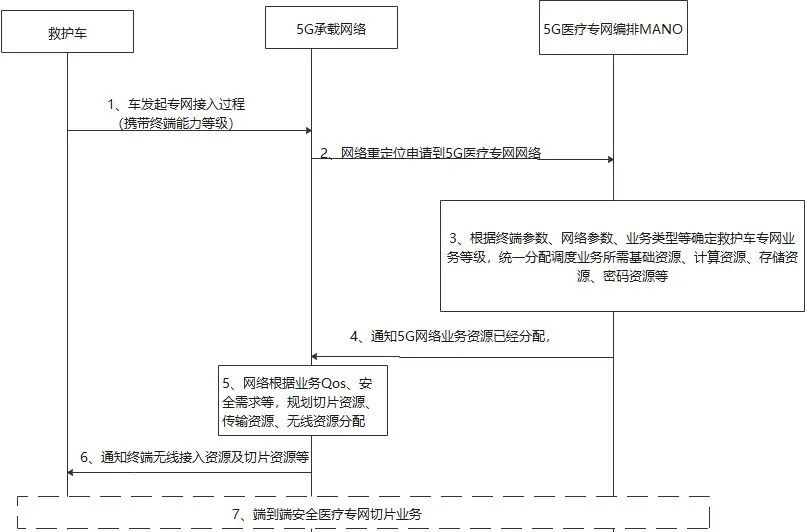 救护车
5G承载网络
5G医疗专网编排MANO
1、车发起专网接入过程
（携带终端能力等级）
2、网络重定位申请到5G医疗专网网络
3、根据终端参数、网络参数、业务类型等确定救护车专网业
务等级，统一分配调度业务所需基础资源、计算资源、存储资
源、密码资源等
4、通知5G网络业务资源已经分配，
5、网络根据业务Qos、安
全需求等，规划切片资源、
传输资源、无线资源分配
6、通知终端无线接入资源及切片资源等
7、端到端安全医疗专网切片业务